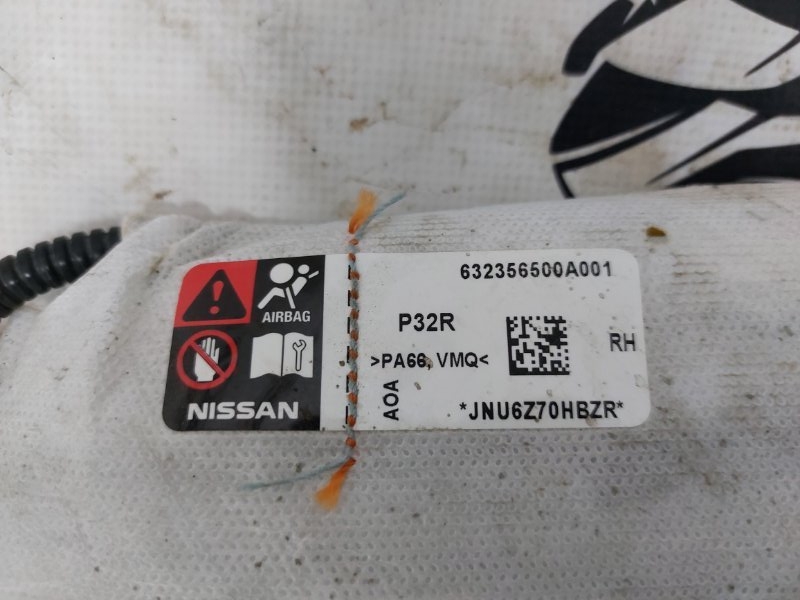 632356500A001
AIRBAG
P32R
RH
>PA66, VMQ<
AOA
NISSAN
*JNU6Z70HBZR*